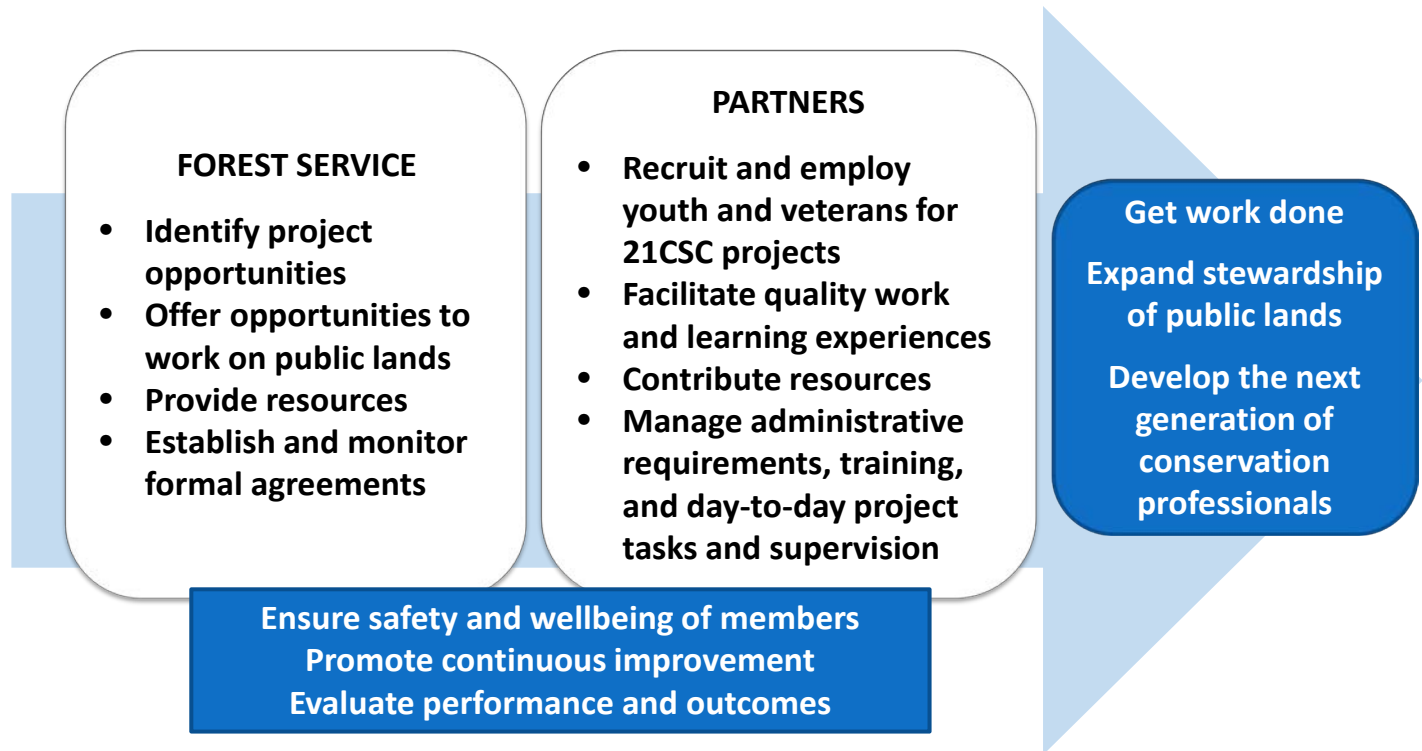 FOREST SERVICE
• Identify project
opportunities
• Offer opportunities to
work on public lands
• Provide resources
• Establish and monitor
formal agreements
PARTNERS
• Recruit and employ
youth and veterans for
21CSC projects
• Facilitate quality work
and learning experiences
• Contribute resources
• Manage administrative
requirements, training,
and day-to-day project
tasks and supervision
Ensure safety and wellbeing of members
Promote continuous improvement
Evaluate performance and outcomes
Get work done
Expand stewardship
of public lands
Develop the next
generation of
conservation
professionals